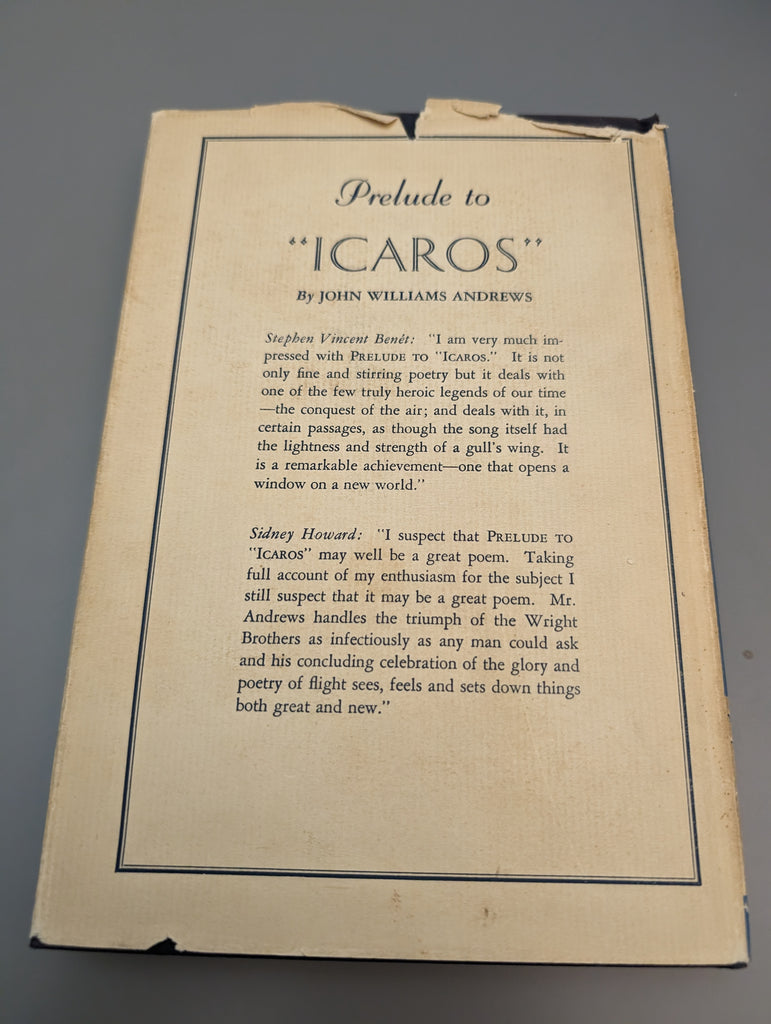 Prelude to
“ICAROS”
By JOHN WILLIAMS ANDREWS
Stephen Vincent Benét: “I am very much im-
pressed with PRELUDE TO “ICAROS.” It is not
only fine and stirring poetry but it deals with
one of the few truly heroic legends of our time
—the conquest of the air; and deals with it, in
certain passages, as though the song itself had
the lightness and strength of a gull’s wing. It
is a remarkable achievement—one that opens a
window on a new world.”
Sidney Howard: “I suspect that PRELUDE TO
“ICAROS” may well be a great poem. Taking
full account of my enthusiasm for the subject I
still suspect that it may be a great poem. Mr.
Andrews handles the triumph of the Wright
Brothers as infectiously as any man could ask
and his concluding celebration of the glory and
poetry of flight sees, feels and sets down things
both great and new.”